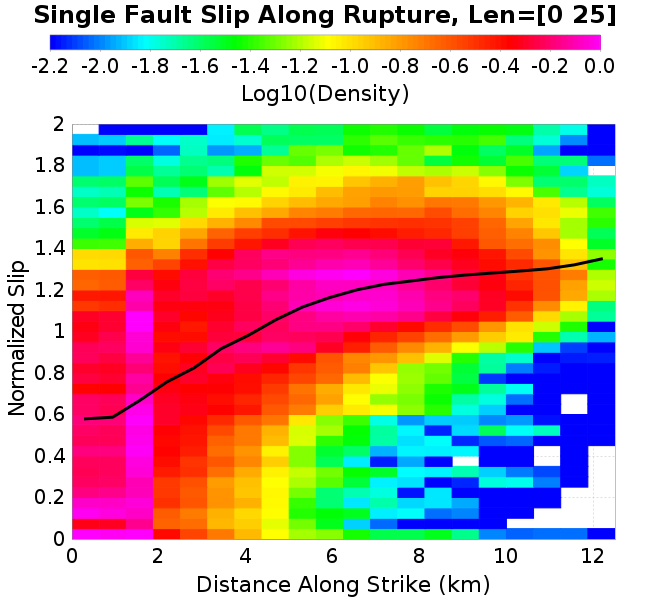 Single Fault Slip Along Rupture, Len=[0 25]
-2.2 -2.0 -1.8 -1.6 -1.4 -1.2 -1.0 -0.8 -0.6 -0.4 -0.2 0.0
Log10(Density)
2
1.8
1.6
1.4
1.2
1
0.8
0.6
0.4
0.2
0
Normalized Slip
0 2 4 6 8 10 12
Distance Along Strike (km)